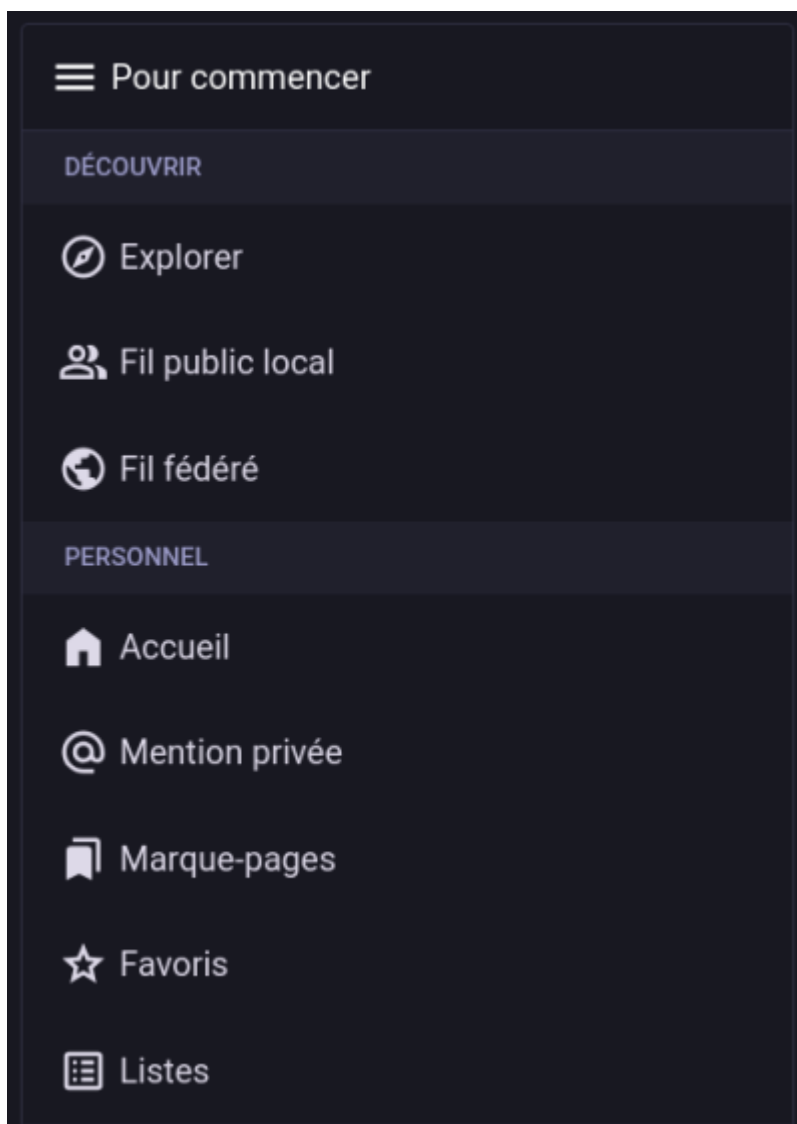 Pour commencer
DÉCOUVRIR
Explorer
Fil public local
Fil fédéré
PERSONNEL
Accueil
Mention privée
Marque-pages
Favoris
Listes